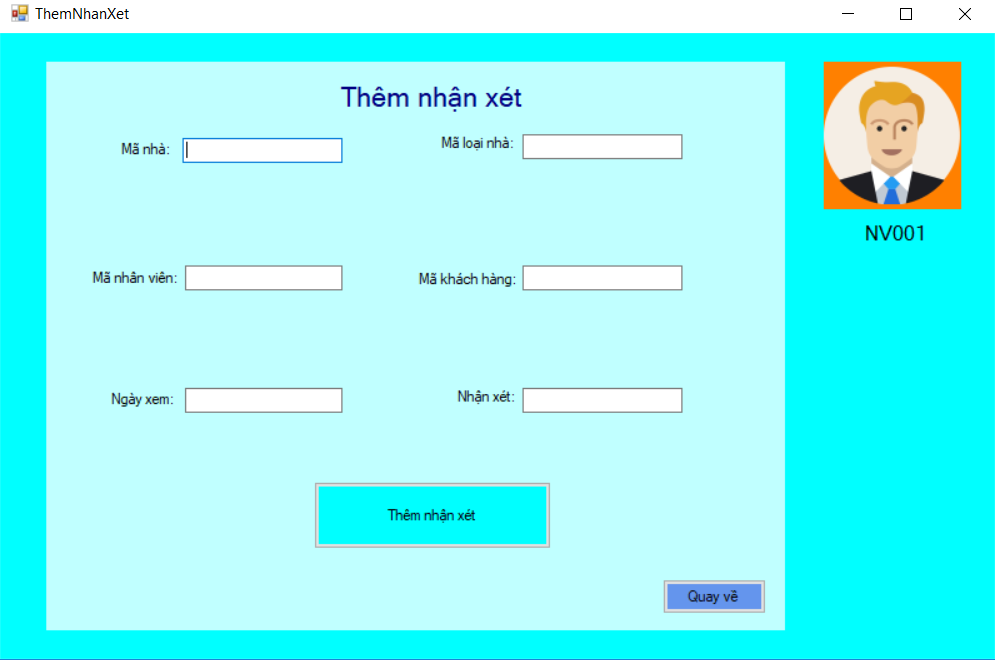 ThemNhanXet
Thêm nhận xét
Mã nhà:
Mã loại nhà:
Mã nhân viên:
Mã khách hàng:
Ngày xem:
Nhận xét:
Thêm nhận xét
Quay về
NV001